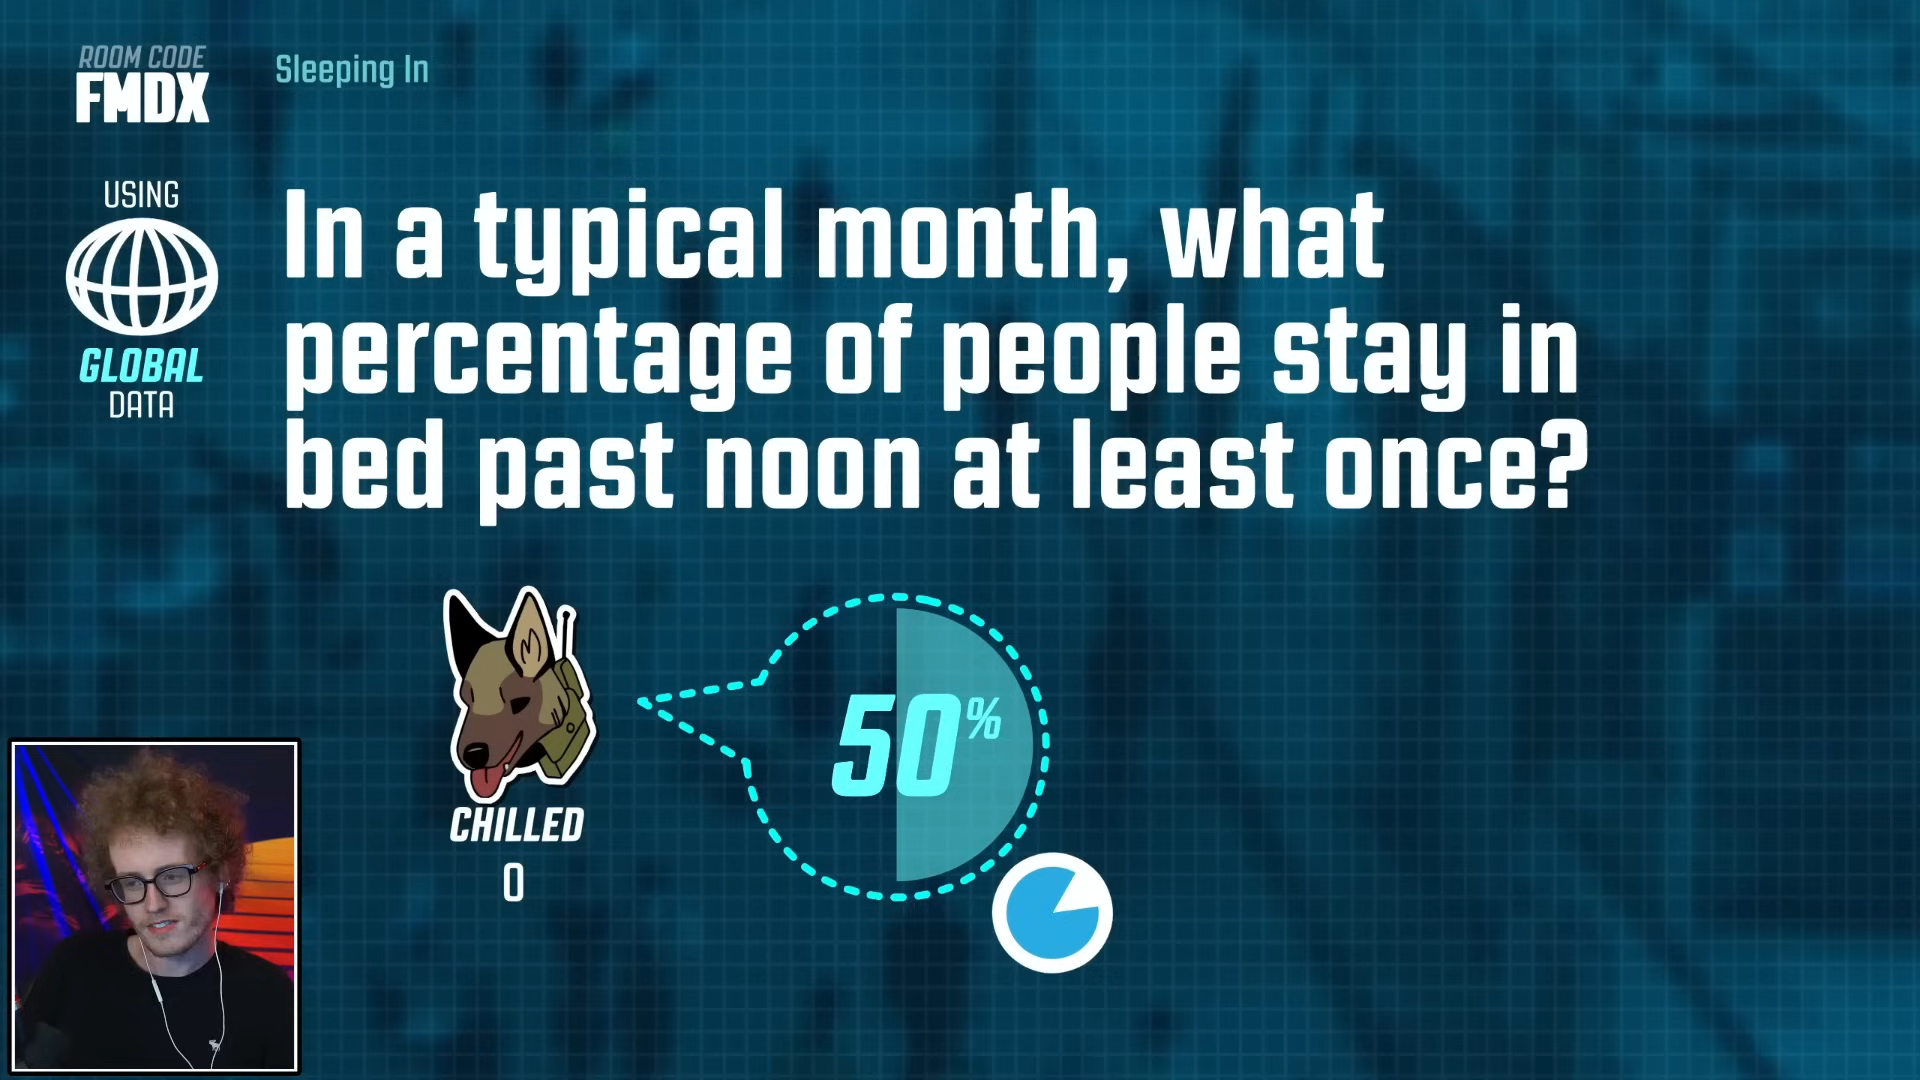 ROOM CODE
FMDX
Sleeping In
USING
GLOBAL
DATA
In a typical month, what
percentage of people stay in
bed past noon at least once?
50%
CHILLED
0